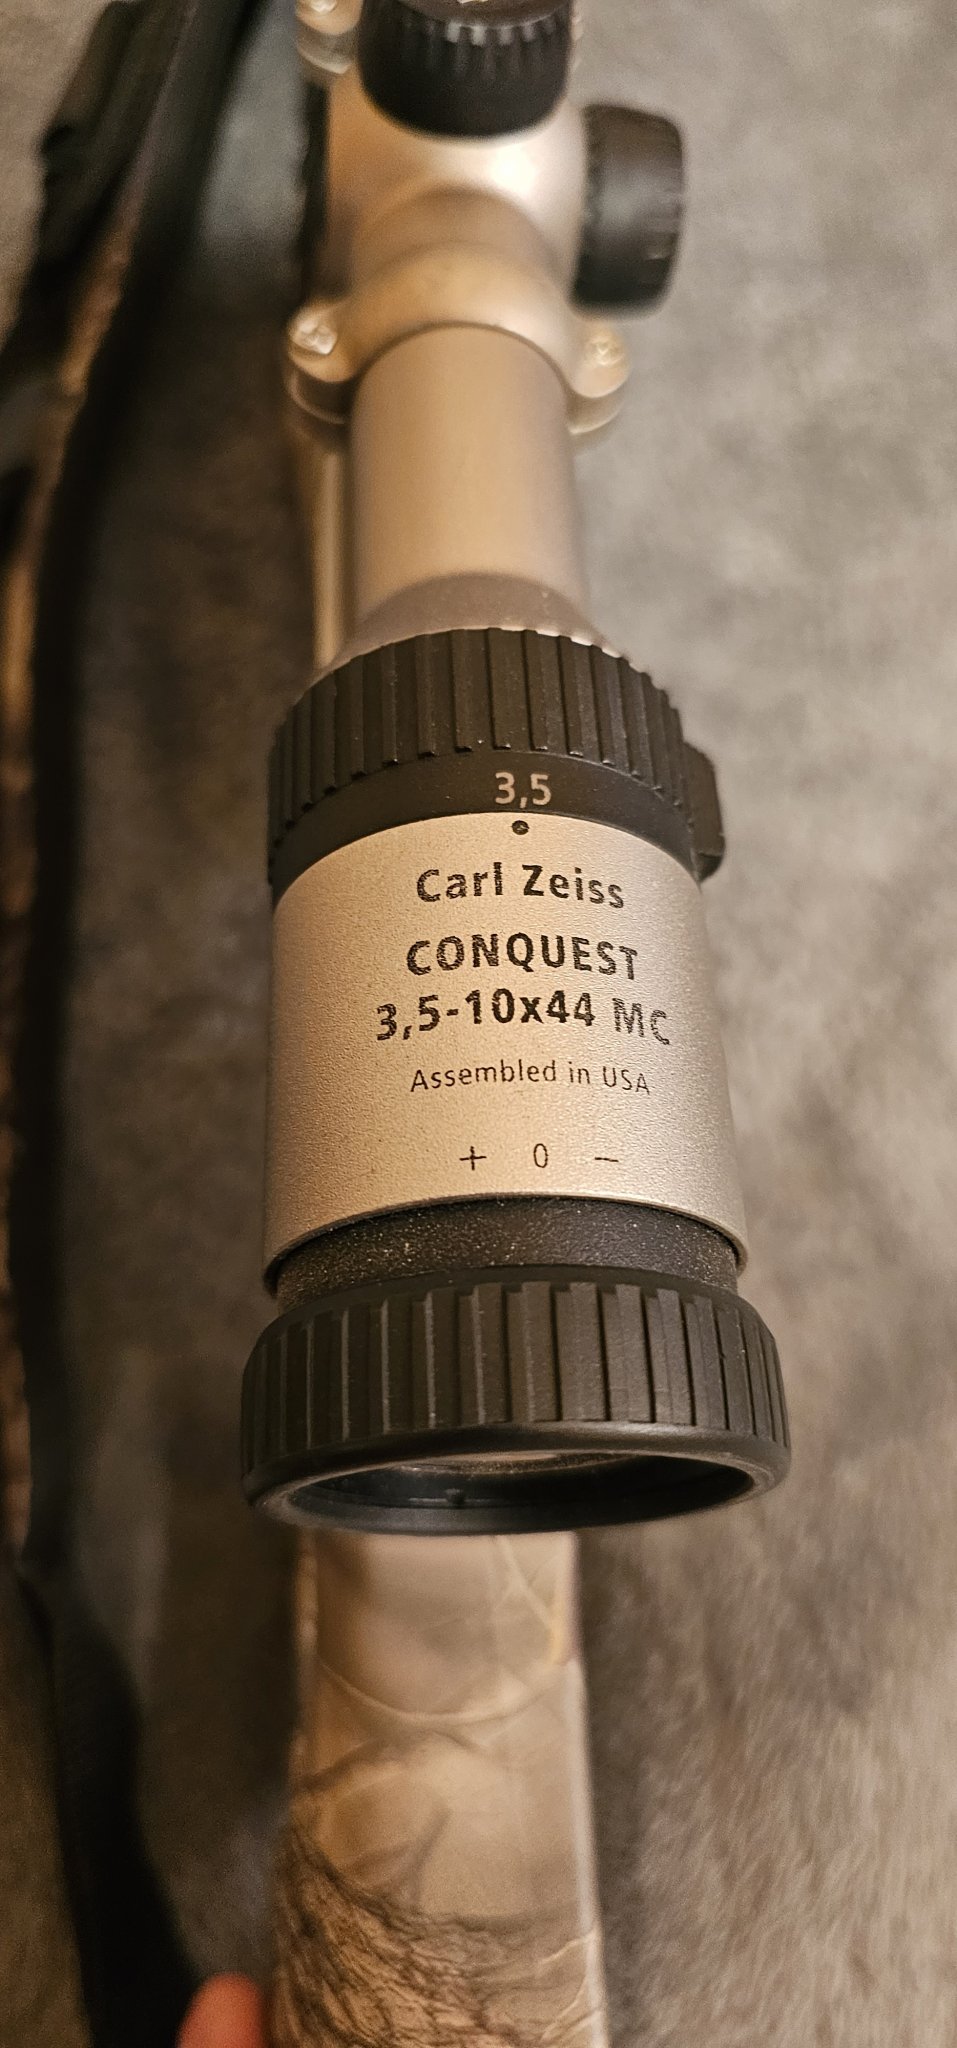 3,5
Carl Zeiss
CONQUEST
3,5-10x44 MC
Assembled in USA
+ 0 −